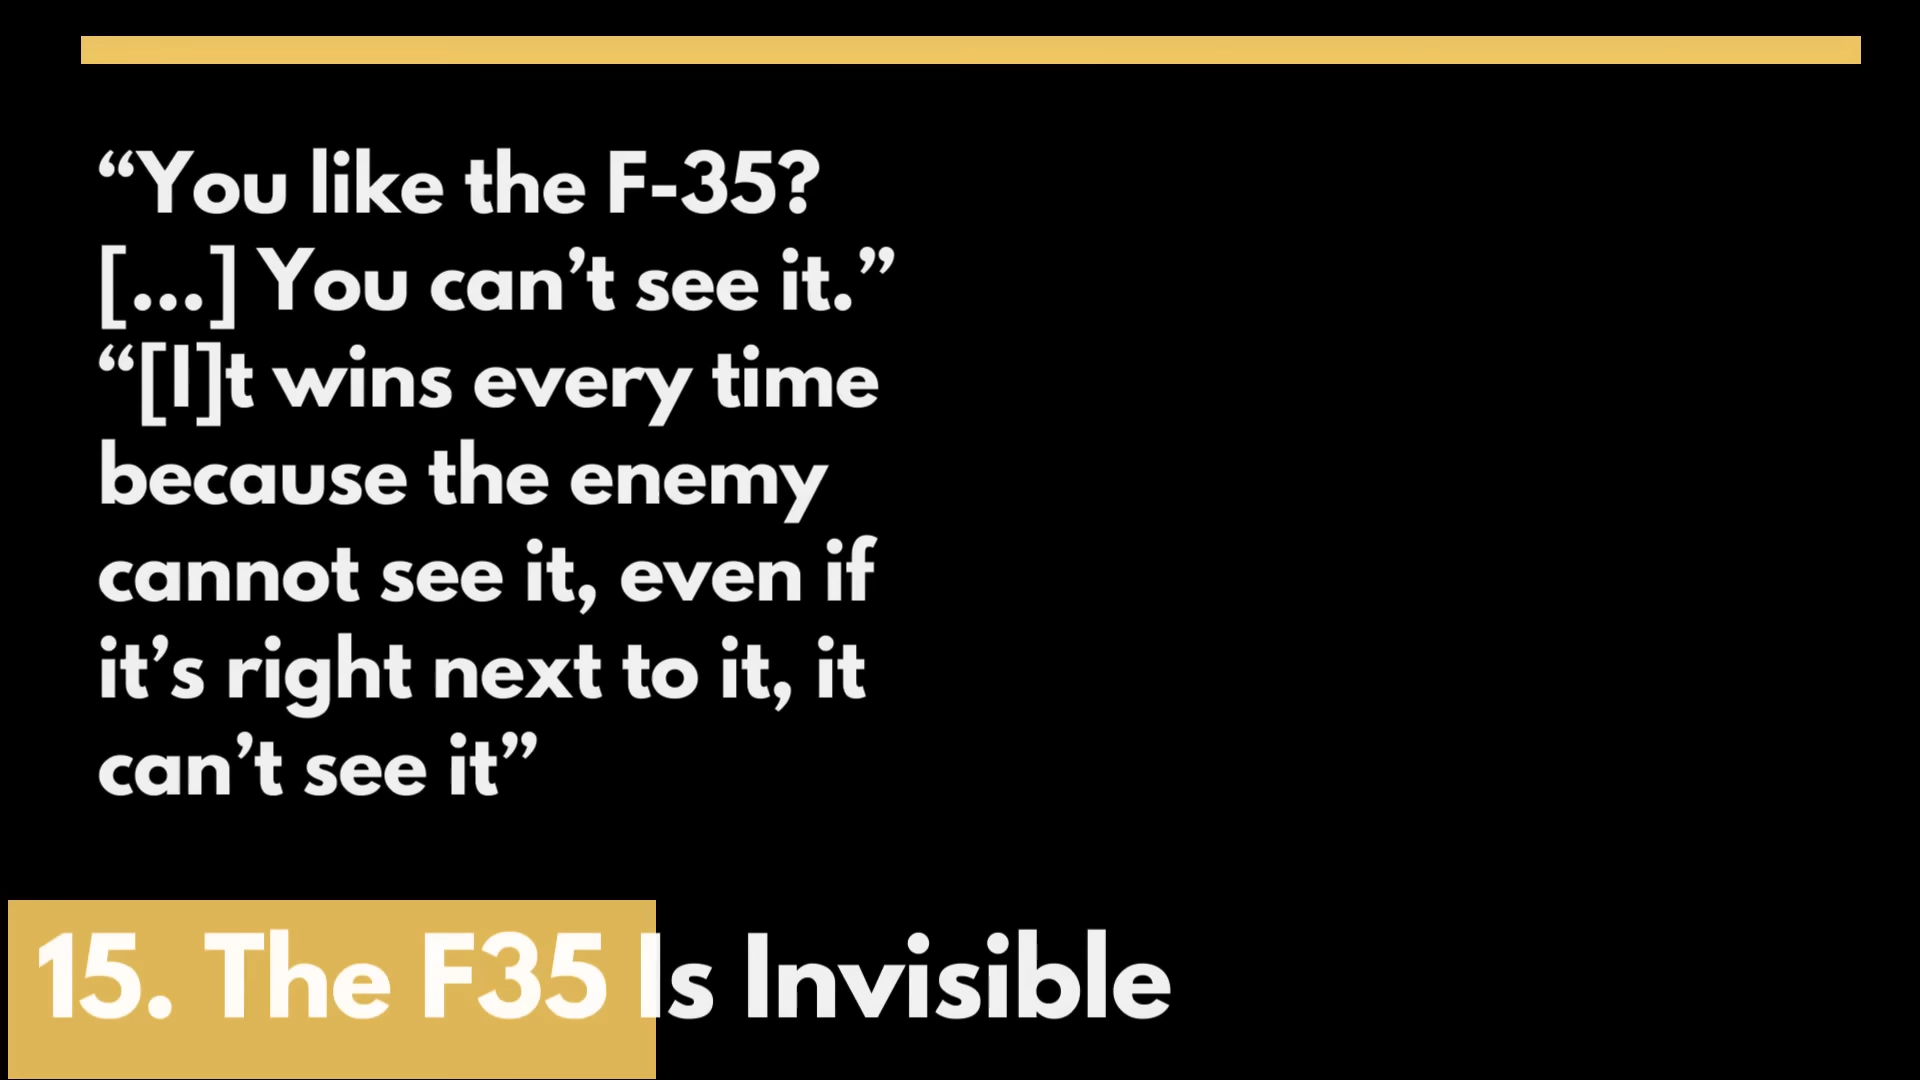 “You like the F-35?
[...] You can’t see it.”
“[I]t wins every time
because the enemy
cannot see it, even if
it’s right next to it, it
can’t see it”
15. The F35 Is Invisible